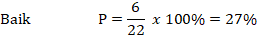 Baik P = 6/22 x 100% = 27%